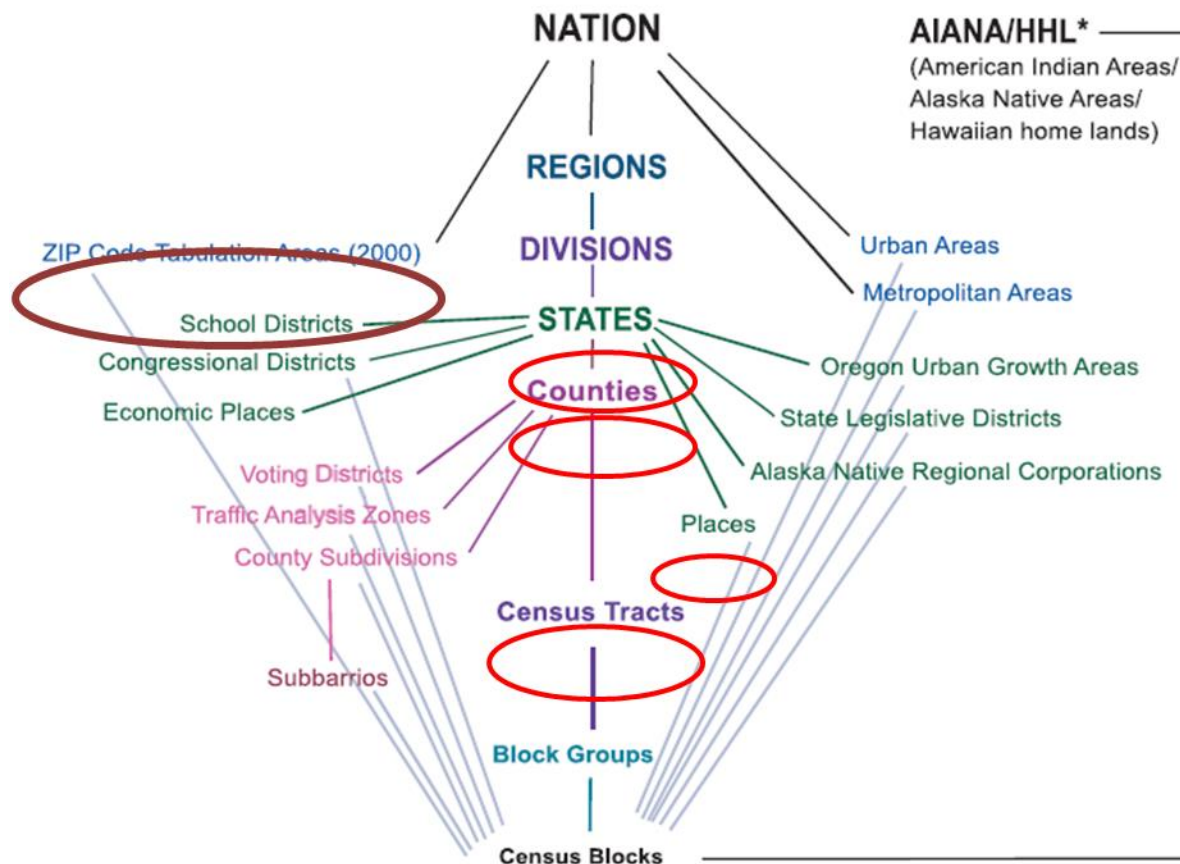 NATION
AIANA/HHL*
(American Indian Areas/
Alaska Native Areas/
Hawaiian home lands)
REGIONS
ZIP Code Tabulation Areas (2000)
DIVISIONS
Urban Areas
Metropolitan Areas
School Districts
STATES
Congressional Districts
Oregon Urban Growth Areas
Counties
Economic Places
State Legislative Districts
Voting Districts
Alaska Native Regional Corporations
Traffic Analysis Zones
Places
County Subdivisions
Census Tracts
Subbarrios
Block Groups
Census Blocks